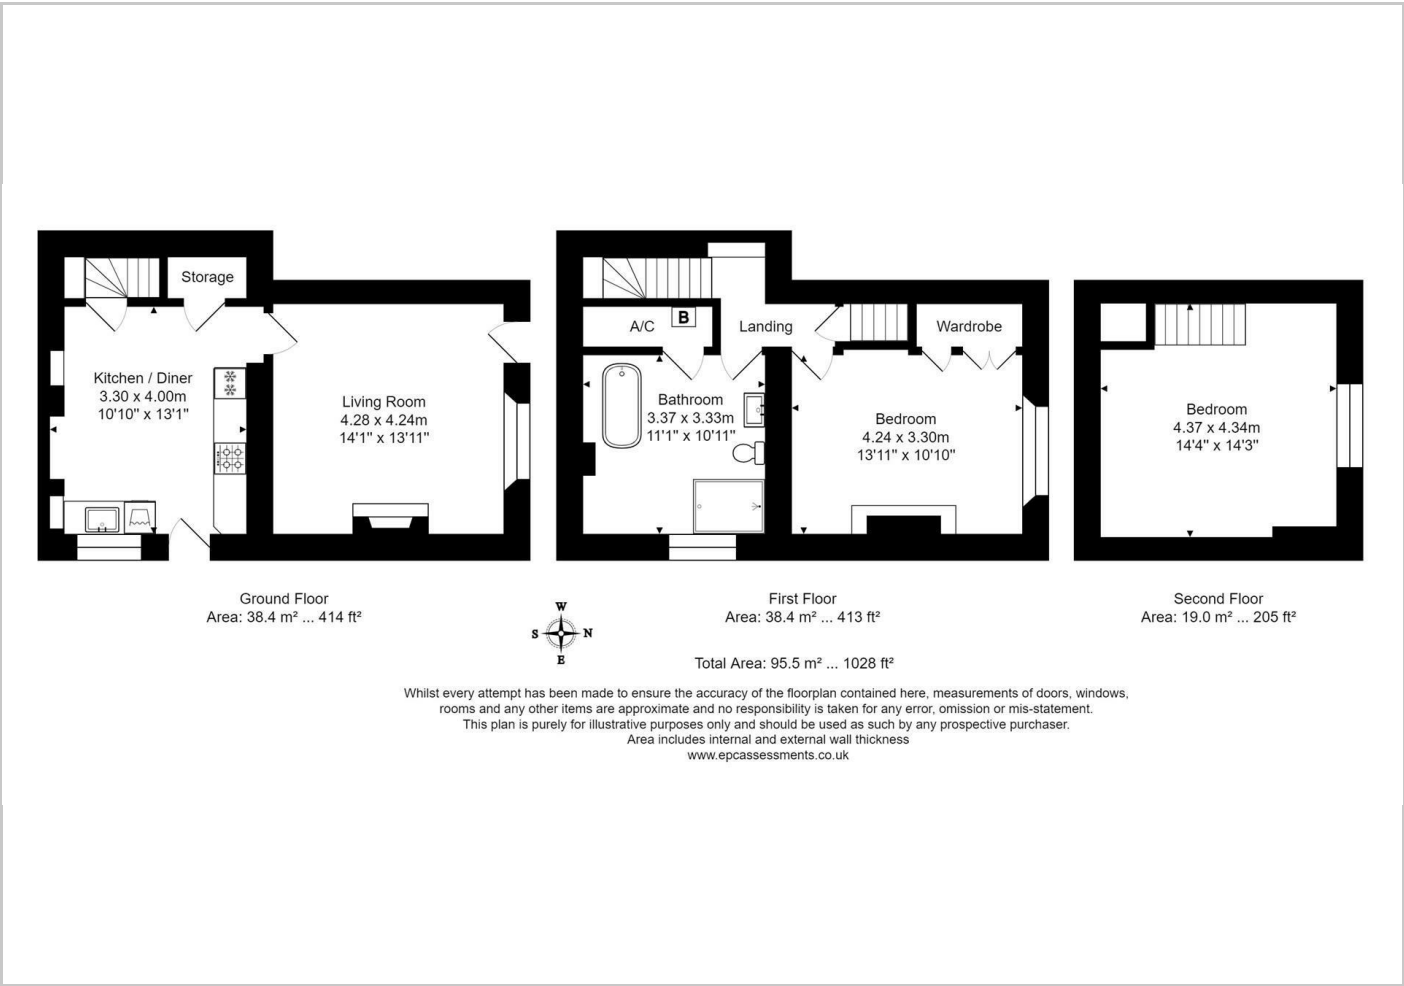 Storage
Kitchen / Diner
3.30 x 4.00m
10'10" x 13'1"
Living Room
4.28 x 4.24m
14'1" x 13'11"
Ground Floor
Area: 38.4 m² ... 414 ft²
A/C
B
Landing
Wardrobe
Bathroom
3.37 x 3.33m
11'1" x 10'11"
Bedroom
4.24 x 3.30m
13'11" x 10'10"
First Floor
Area: 38.4 m² ... 413 ft²
Bedroom
4.37 x 4.34m
14'4" x 14'3"
Second Floor
Area: 19.0 m² ... 205 ft²
W
S N
E
Total Area: 95.5 m² ... 1028 ft²
Whilst every attempt has been made to ensure the accuracy of the floorplan contained here, measurements of doors, windows,
rooms and any other items are approximate and no responsibility is taken for any error, omission or mis-statement.
This plan is purely for illustrative purposes only and should be used as such by any prospective purchaser.
Area includes internal and external wall thickness
www.epcassessments.co.uk